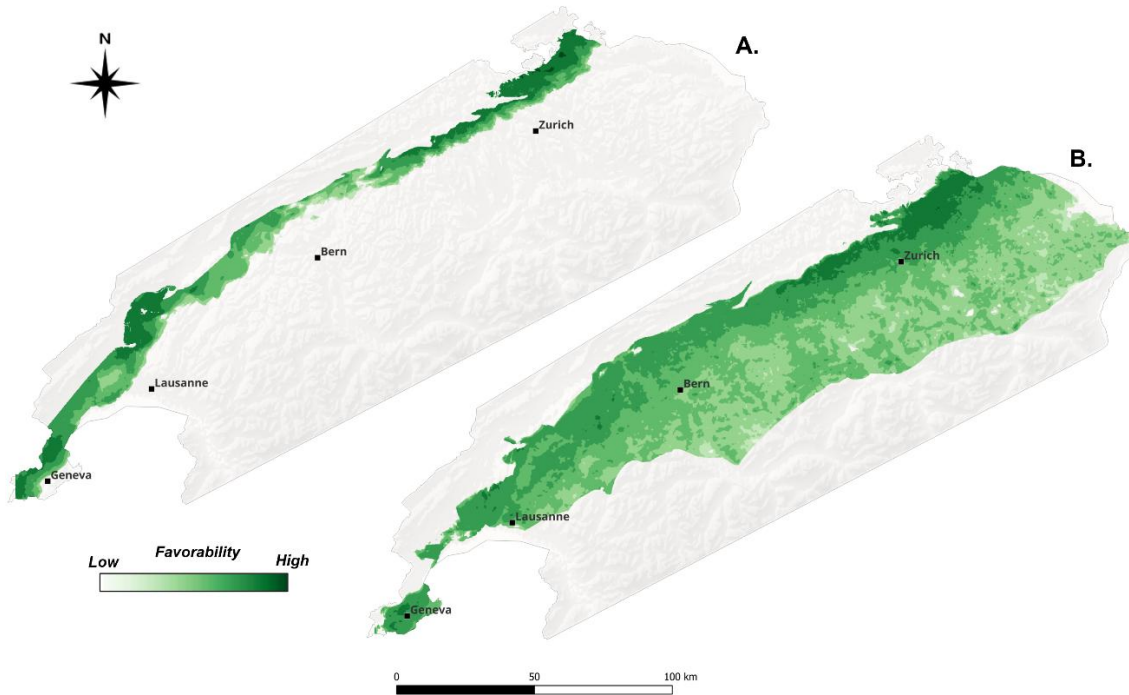 N
A.
Zurich
Bern
Lausanne
Geneva
B.
Zurich
Bern
Lausanne
Geneva
Favorability
Low High
0 50 100 km